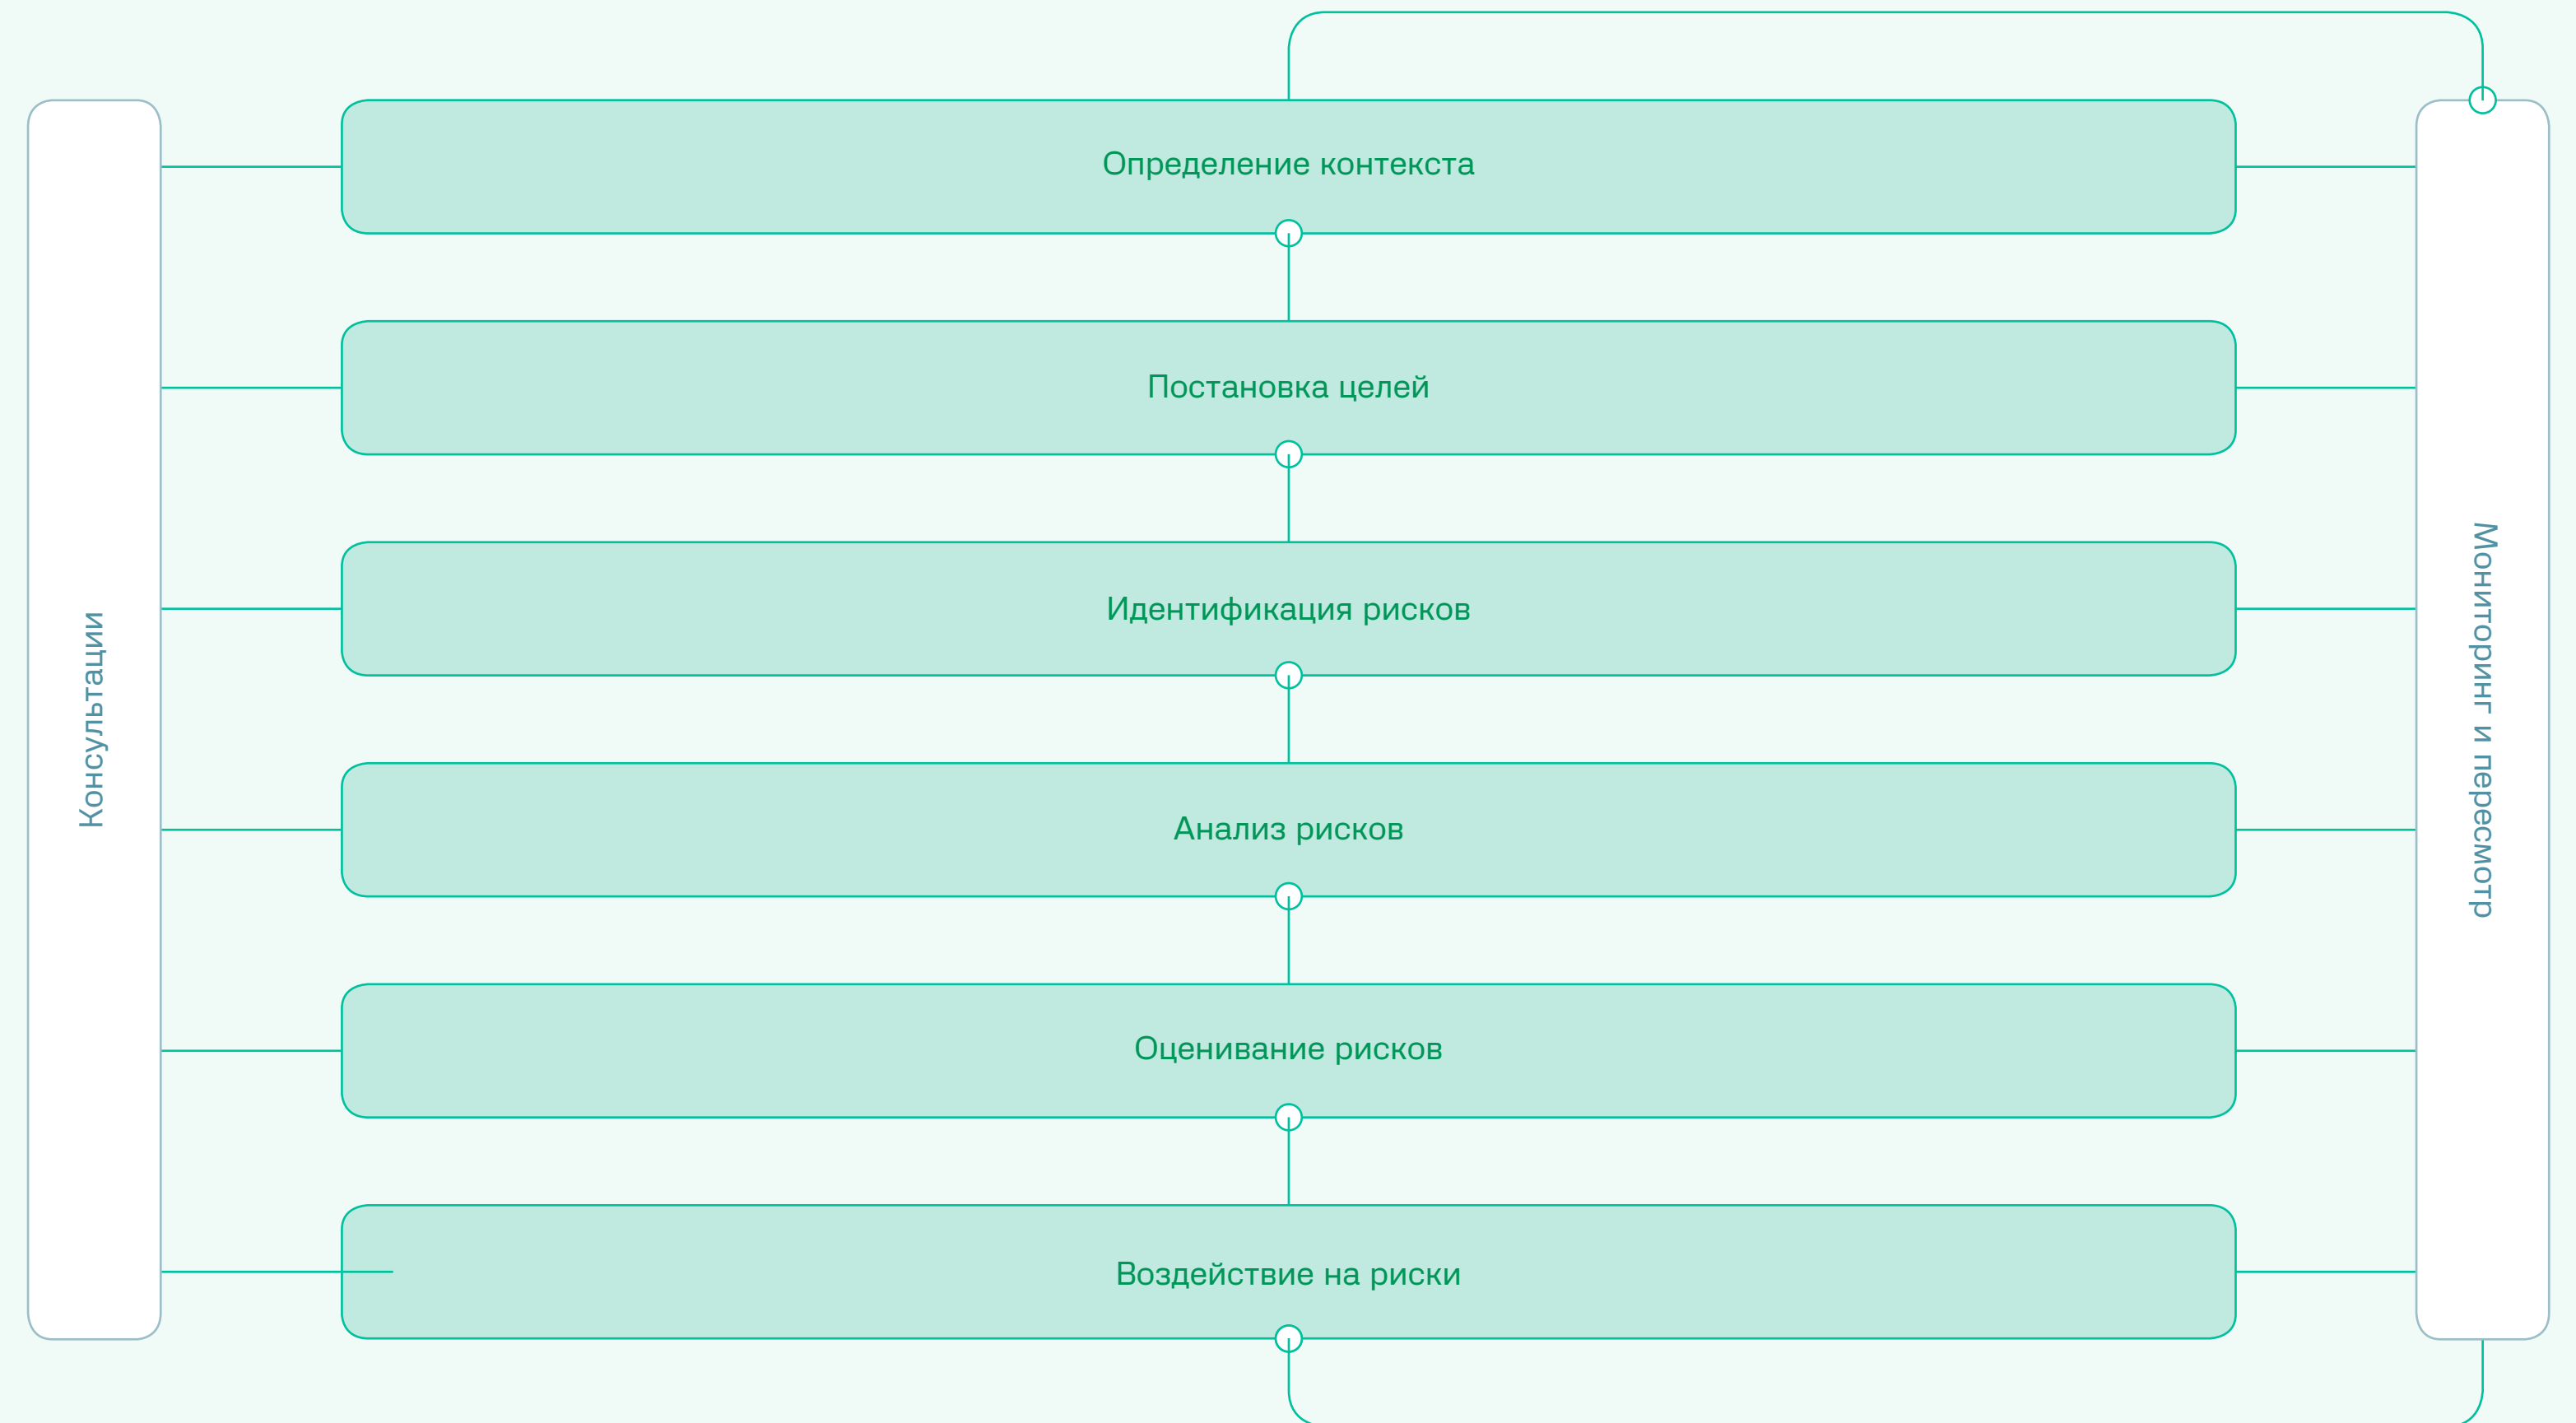 Определение контекста
Постановка целей
Идентификация рисков
Анализ рисков
Оценивание рисков
Воздействие на риски
Консультации
Мониторинг и пересмотр